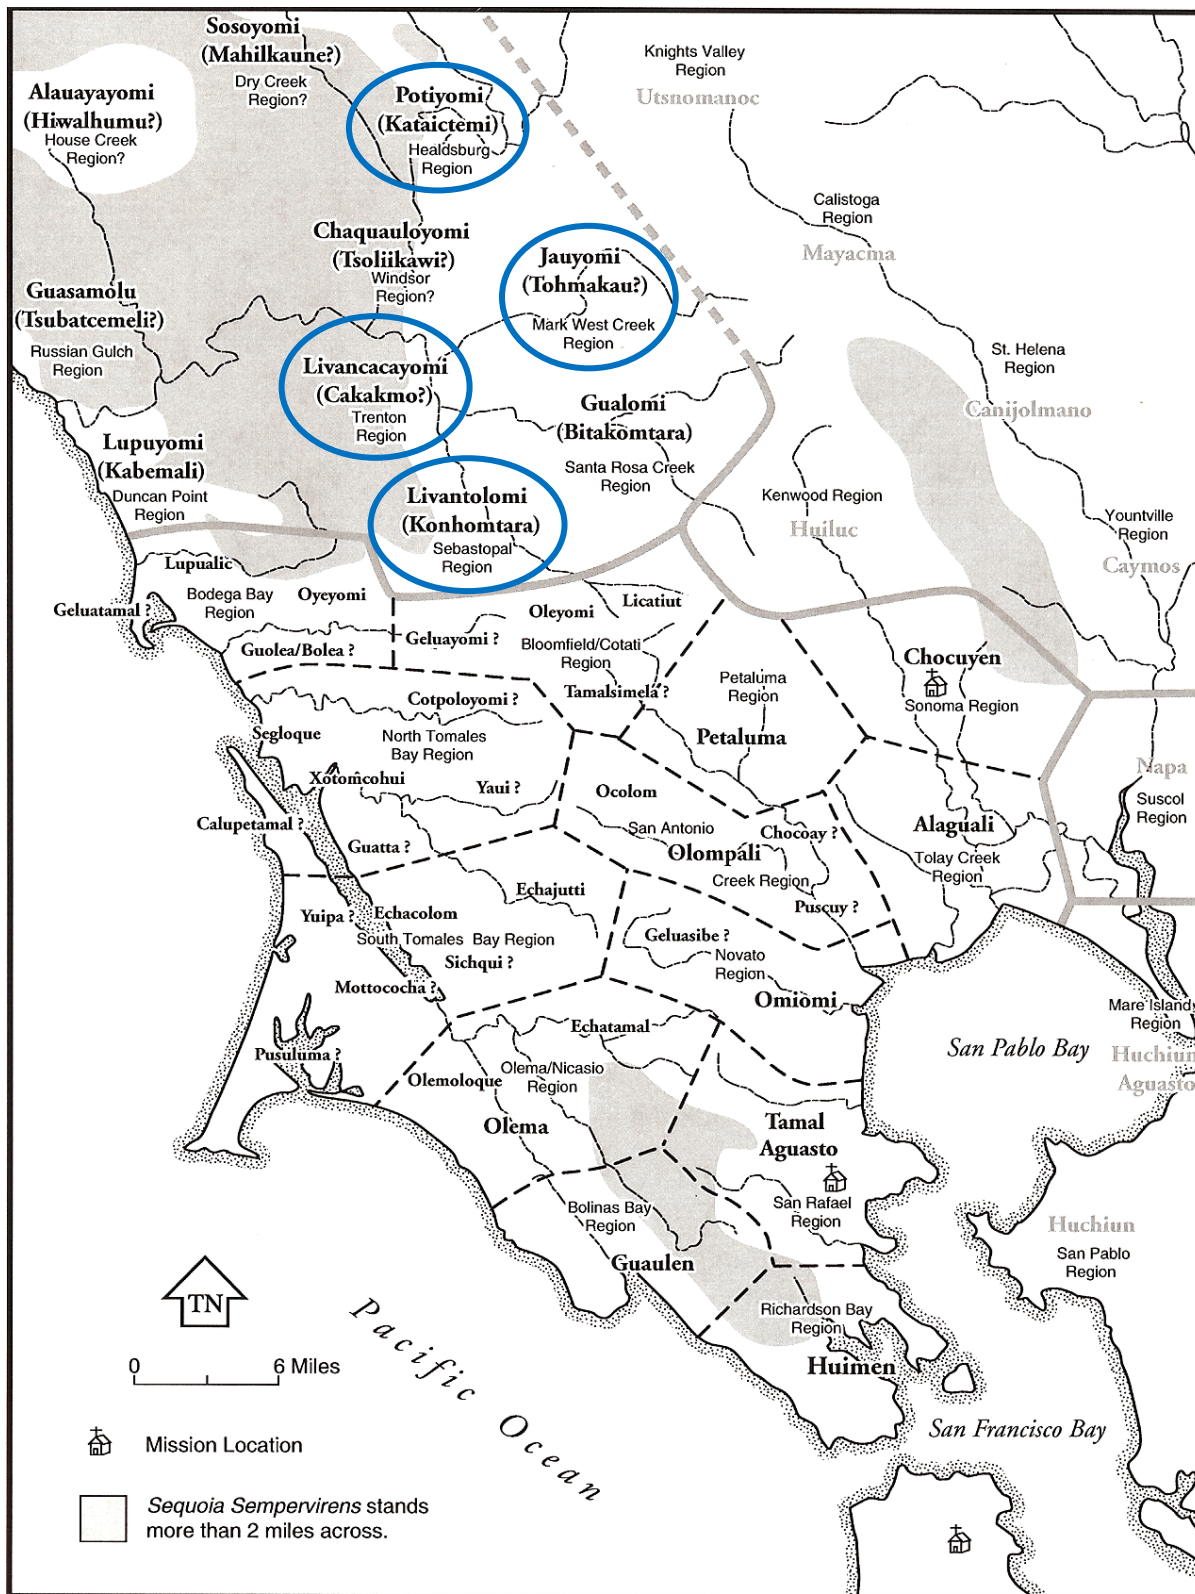 Sosoyomi
(Mahilkaune?)
Dry Creek
Region?
Knights Valley
Region
Utsnomanoc
Alauayayomi
(Hiwalhumu?)
House Creek
Region?
Potiyomi
(Kataictemi)
Healdsburg
Region
Calistoga
Region
Mayacma
Chaquauloyomi
(Tsoliikawi?)
Windsor
Region?
Jauyomi
(Tohmakau?)
Mark West Creek
Region
Guasamolu
(Tsubatcemeli?)
Russian Gulch
Region
St. Helena
Region
Canijolmano
Livancacayomi
(Cakakmo?)
Trenton
Region
Gualomi
(Bitakomtara)
Santa Rosa Creek
Region
Lupuyomi
(Kabemali)
Duncan Point
Region
Livantolomi
(Konhomtara)
Sebastopal
Region
Kenwood Region
Huiluc
Yountville
Region
Caymos
Lupualic
Bodega Bay
Region
Oyeyomi
Geluatamal ?
Guolea/Bolea ?
Oleyomi
Licatiut
Geluayomi ?
Bloomfield/Cotati
Region
Tamalsimela ?
Petaluma
Region
Petaluma
Chocuyen
Sonoma Region
Cotpoloyomi ?
North Tomales
Bay Region
Segloque
Xotomcohui
Yaui ?
Napa
Suscol
Region
Ocolom
Calupetamal ?
Guatta ?
San Antonio
Olompali
Creek Region
Chocoay ?
Puscuy ?
Alaguali
Tolay Creek
Region
Echajutti
Yuipa ?
Echacolom
South Tomales Bay Region
Sichqui ?
Mottococha ?
Geluasibe ?
Novato
Region
Omiomi
Mare Island
Region
Huchiun
Aguasto
San Pablo Bay
Echatamal
Pusuluma ?
Olemoloque
Olema/Nicasio
Region
Olema
Tamal
Aguasto
San Rafael
Region
Bolinas Bay
Region
Guaulen
Huchiun
San Pablo
Region
Richardson Bay
Region
Huimen
TN
Pacific Ocean
0 6 Miles
San Francisco Bay
Mission Location
Sequoia Sempervirens stands
more than 2 miles across.